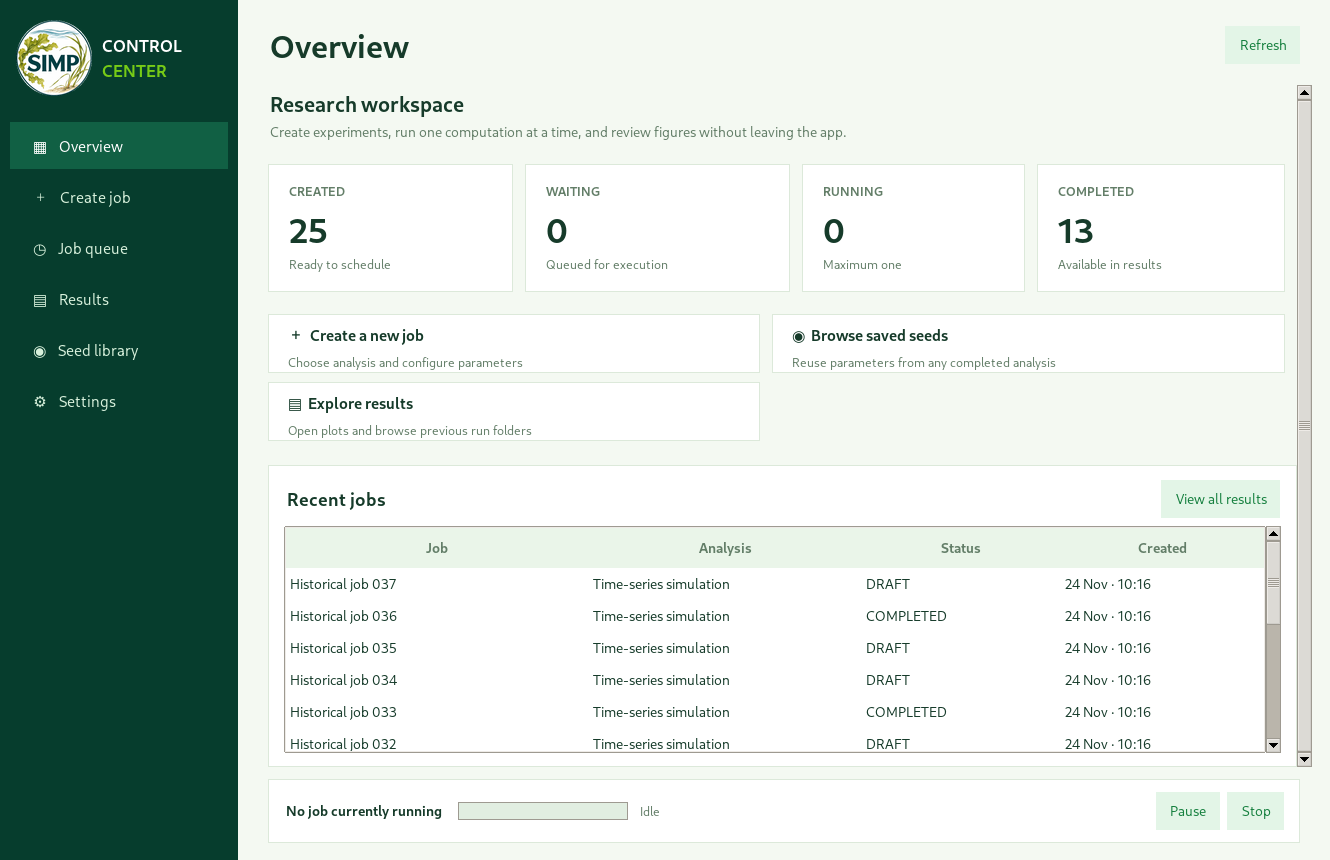 SIMP
CONTROL
CENTER
Overview
Create job
Job queue
Results
Seed library
Settings
Overview
Refresh
Research workspace
Create experiments, run one computation at a time, and review figures without leaving the app.
CREATED
25
Ready to schedule
WAITING
0
Queued for execution
RUNNING
0
Maximum one
COMPLETED
13
Available in results
+ Create a new job
Choose analysis and configure parameters
Browse saved seeds
Reuse parameters from any completed analysis
Explore results
Open plots and browse previous run folders
Recent jobs
View all results
Job Analysis Status Created
Historical job 037 Time-series simulation DRAFT 24 Nov · 10:16
Historical job 036 Time-series simulation COMPLETED 24 Nov · 10:16
Historical job 035 Time-series simulation DRAFT 24 Nov · 10:16
Historical job 034 Time-series simulation DRAFT 24 Nov · 10:16
Historical job 033 Time-series simulation COMPLETED 24 Nov · 10:16
Historical job 032 Time-series simulation DRAFT 24 Nov · 10:16
No job currently running Idle Pause Stop